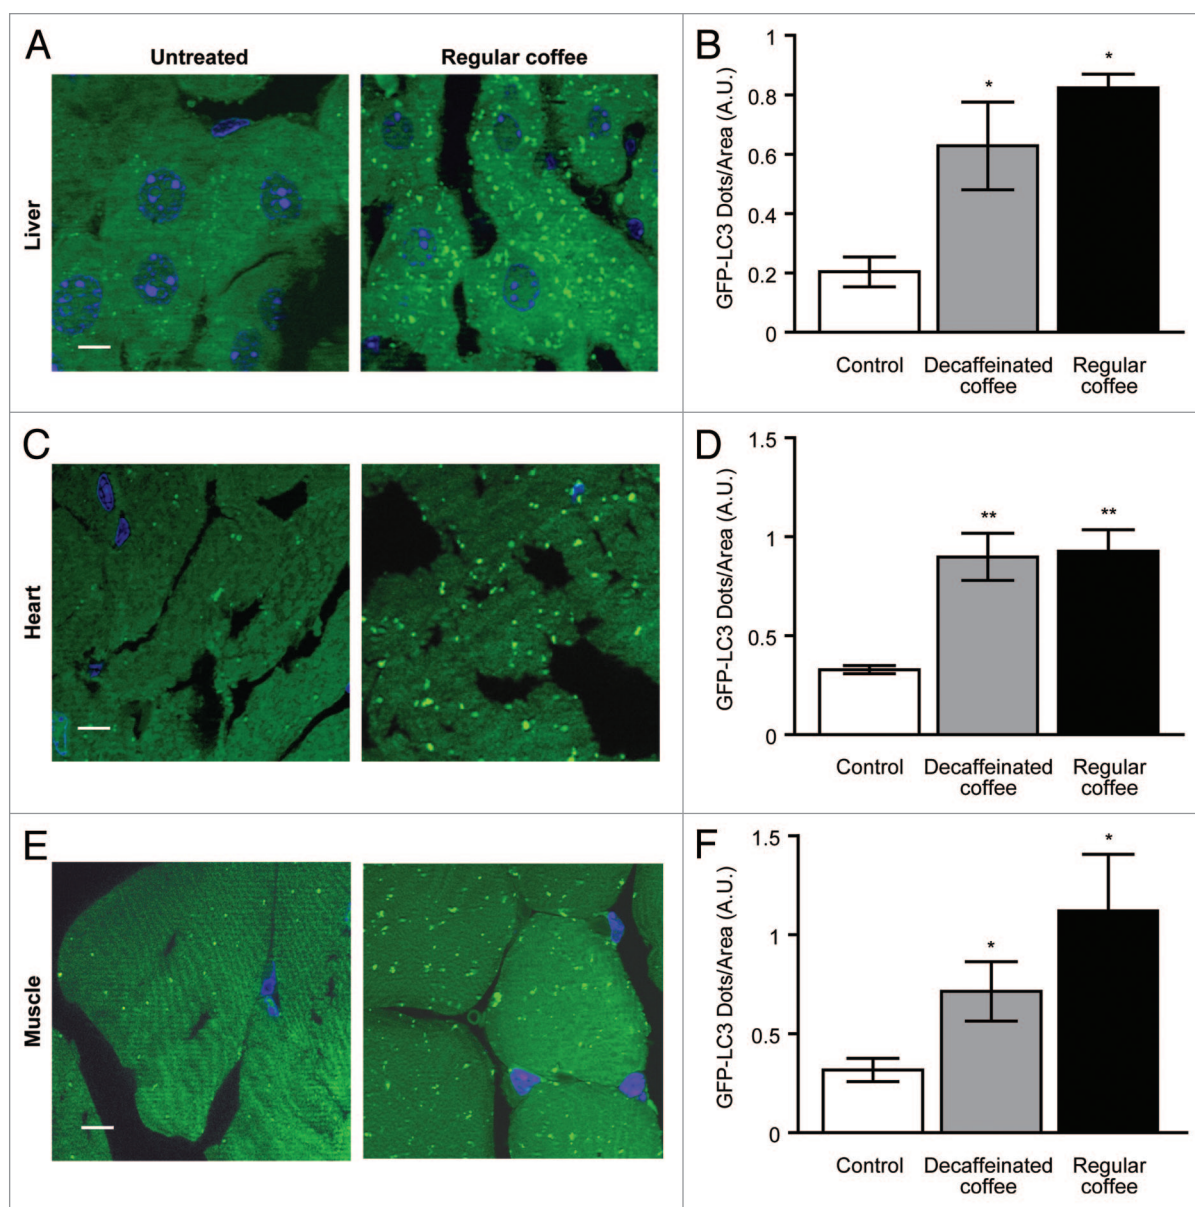 A
Untreated
Regular coffee
Liver
B
GFP-LC3 Dots/Area (A.U.)
1
0.8
0.6
0.4
0.2
0
*
*
Control
Decaffeinated
coffee
Regular
coffee
C
Heart
D
GFP-LC3 Dots/Area (A.U.)
1.5
1
0.5
0
**
**
Control
Decaffeinated
coffee
Regular
coffee
E
Muscle
F
GFP-LC3 Dots/Area (A.U.)
1.5
1
0.5
0
*
*
Control
Decaffeinated
coffee
Regular
coffee